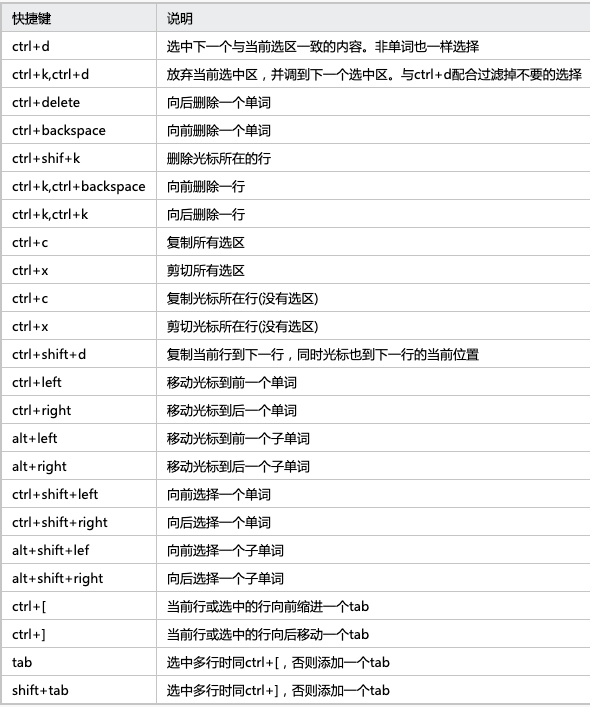 快捷键 说明
ctrl+d 选中下一个与当前选区一致的内容。非单词也一样选择
ctrl+k,ctrl+d 放弃当前选中区，并调到下一个选中区。与ctrl+d配合过滤掉不要的选择
ctrl+delete 向后删除一个单词
ctrl+backspace 向前删除一个单词
ctrl+shif+k 删除光标所在的行
ctrl+k,ctrl+backspace 向前删除一行
ctrl+k,ctrl+k 向后删除一行
ctrl+c 复制所有选区
ctrl+x 剪切所有选区
ctrl+c 复制光标所在行(没有选区)
ctrl+x 剪切光标所在行(没有选区)
ctrl+shift+d 复制当前行到下一行，同时光标也到下一行的当前位置
ctrl+left 移动光标到前一个单词
ctrl+right 移动光标到后一个单词
alt+left 移动光标到前一个子单词
alt+right 移动光标到后一个子单词
ctrl+shift+left 向前选择一个单词
ctrl+shift+right 向后选择一个单词
alt+shift+lef 向前选择一个子单词
alt+shift+right 向后选择一个子单词
ctrl+[ 当前行或选中的行向前缩进一个tab
ctrl+] 当前行或选中的行向后移动一个tab
tab 选中多行时同ctrl+[，否则添加一个tab
shift+tab 选中多行时同ctrl+]，否则添加一个tab